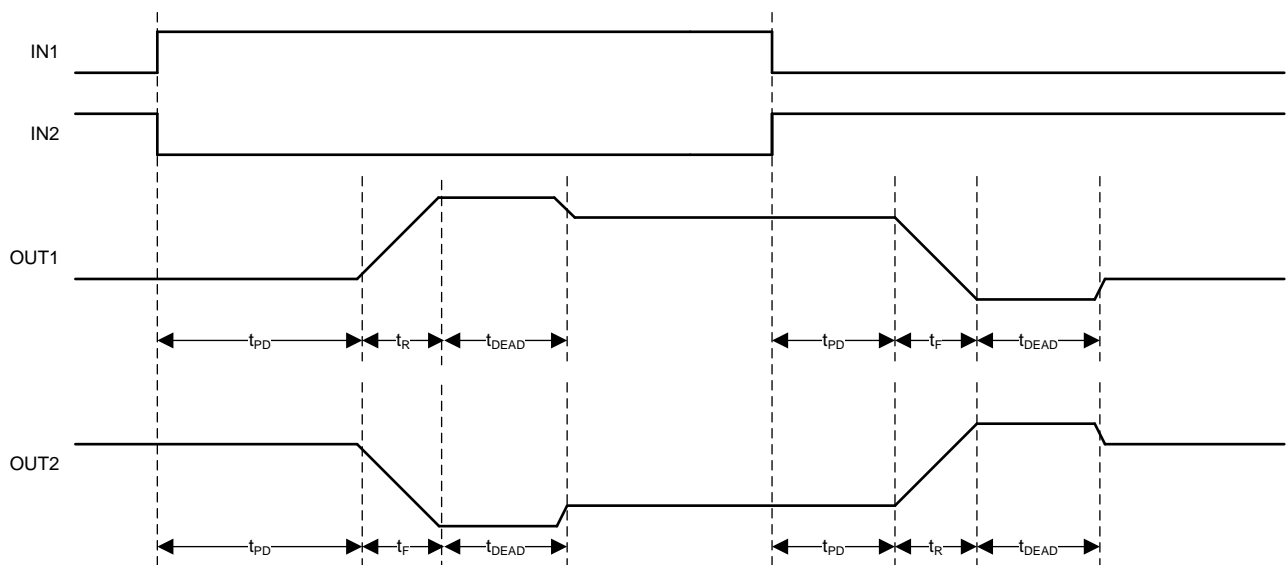 IN1
IN2
OUT1
tPD tR tDEAD tPD tF tDEAD
OUT2
tPD tF tDEAD tPD tR tDEAD